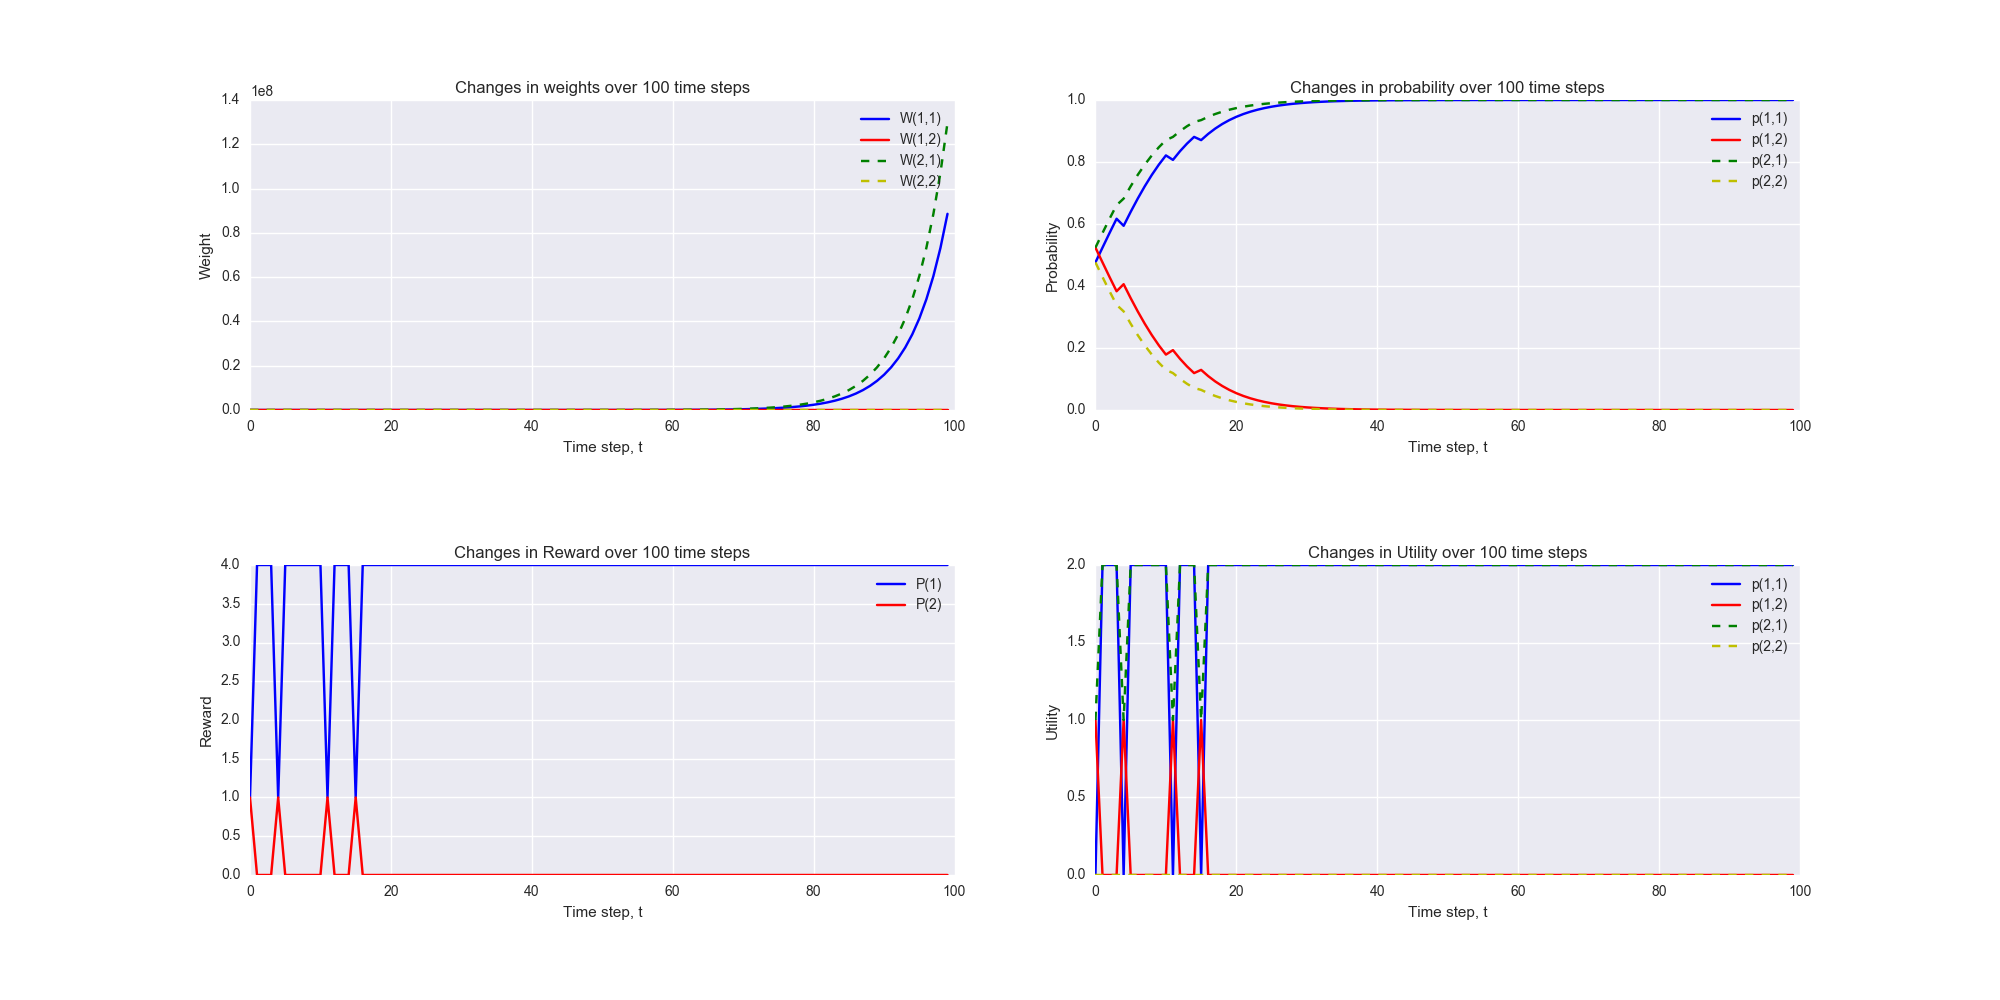 Changes in weights over 100 time steps
1e8
1.4
1.2
1.0
0.8
0.6
0.4
0.2
0.0
Weight
W(1,1)
W(1,2)
W(2,1)
W(2,2)
0 20 40 60 80 100
Time step, t
Changes in probability over 100 time steps
1.0
0.8
0.6
0.4
0.2
0.0
Probability
p(1,1)
p(1,2)
p(2,1)
p(2,2)
0 20 40 60 80 100
Time step, t
Changes in Reward over 100 time steps
4.0
3.5
3.0
2.5
2.0
1.5
1.0
0.5
0.0
Reward
P(1)
P(2)
0 20 40 60 80 100
Time step, t
Changes in Utility over 100 time steps
2.0
1.5
1.0
0.5
0.0
Utility
p(1,1)
p(1,2)
p(2,1)
p(2,2)
0 20 40 60 80 100
Time step, t